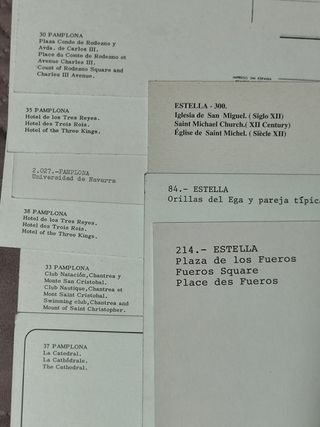 30 PAMPLONA
Plaza Conde de Rodezno y
Avda. de Carlos III.
Place du Comte de Rodezno et
Avenue Charles III.
Count of Rodezno Square and
Charles III Avenue.
IMPRESO EN ESPAÑA
35 PAMPLONA
Hotel de los Tres Reyes.
Hotel des Trois Rois.
Hotel of the Three Kings.
2.027.-PAMPLONA
Universidad de Navarra
38 PAMPLONA
Hotel de los Tres Reyes.
Hotel des Trois Rois.
Hotel of the Three Kings.
33 PAMPLONA
Club Natación, Chantrea y
Monte San Cristobal.
Club Nautique, Chantrea et
Mont Saint Cristobal.
Swimming club, Chantrea and
Mount of Saint Christopher.
37 PAMPLONA
La Catedral.
La Cathédrale.
The Cathedral.
ESTELLA - 300.
Iglesia de San Miguel. ( Siglo XII)
Saint Michael Church.( XII Century)
Église de Saint Michel. ( Siècle XII)
84.- ESTELLA
Orillas del Ega y pareja típica
214.- ESTELLA
Plaza de los Fueros
Fueros Square
Place des Fueros